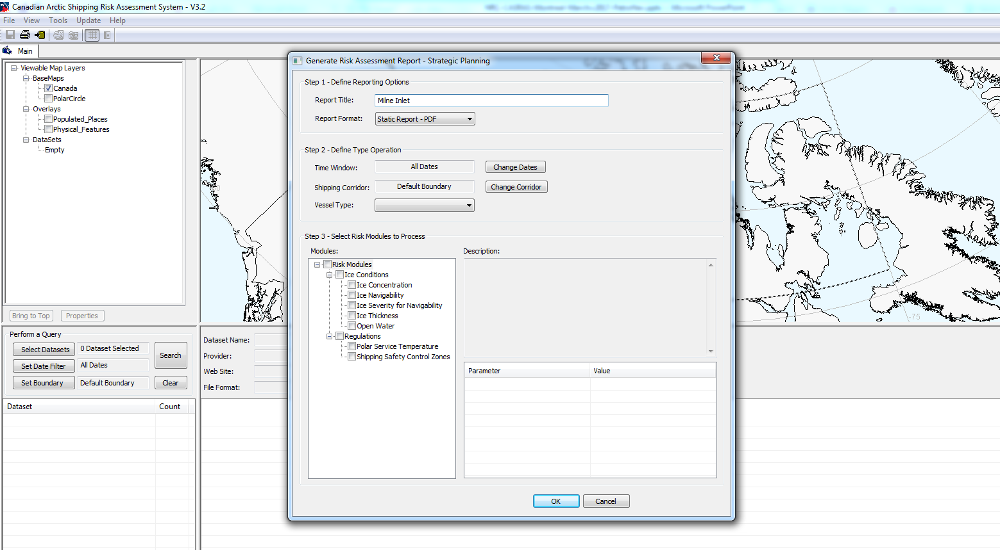 Canadian Arctic Shipping Risk Assessment System - V3.2
File View Tools Update Help
Main
Viewable Map Layers
BaseMaps
Canada
PolarCircle
Overlays
Populated_Places
Physical_Features
DataSets
Empty
Bring to Top Properties
Perform a Query
Select Datasets 0 Dataset Selected Search
Set Date Filter All Dates
Set Boundary Default Boundary Clear
Dataset Count
Dataset Name:
Provider:
Web Site:
File Format:
-75
Generate Risk Assessment Report - Strategic Planning
Step 1 - Define Reporting Options
Report Title: Milne Inlet
Report Format: Static Report - PDF
Step 2 - Define Type Operation
Time Window: All Dates Change Dates
Shipping Corridor: Default Boundary Change Corridor
Vessel Type:
Step 3 - Select Risk Modules to Process
Modules: Description:
Risk Modules
Ice Conditions
Ice Concentration
Ice Navigability
Ice Severity for Navigability
Ice Thickness
Open Water
Regulations
Polar Service Temperature
Shipping Safety Control Zones
Parameter Value
OK Cancel